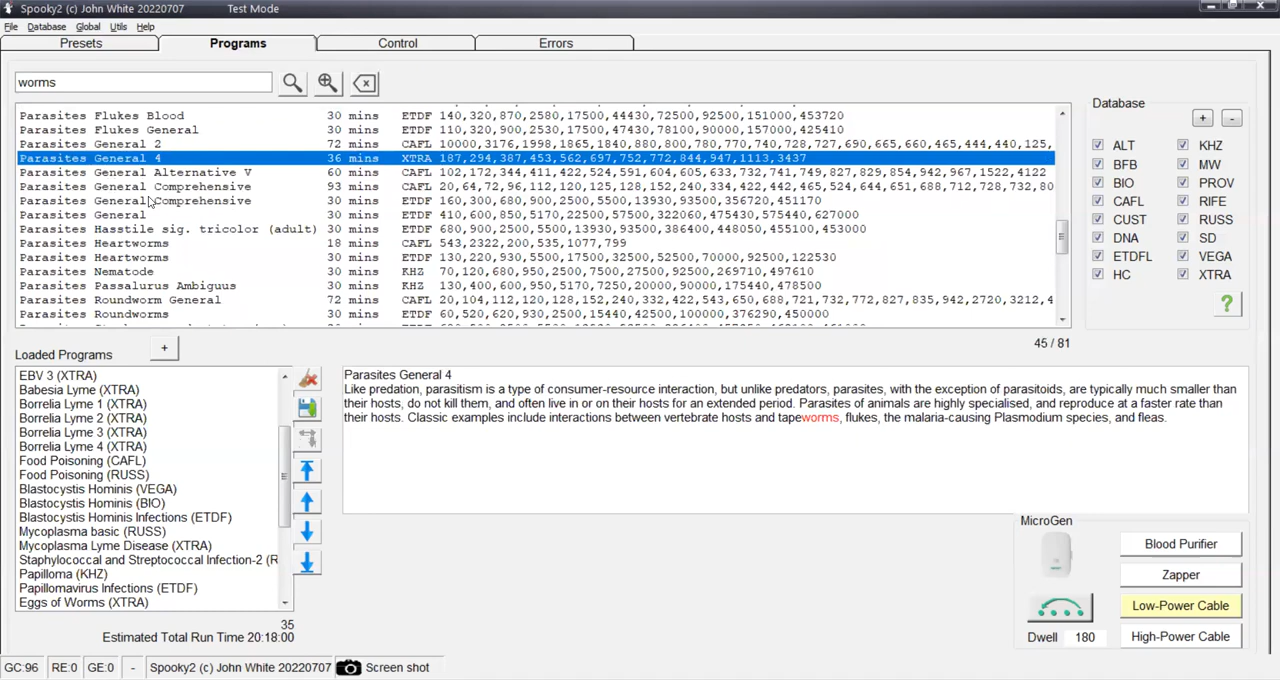 Spooky2 (c) John White 20220707 Test Mode
File Database Global Utils Help
Presets Programs Control Errors
worms
Parasites Flukes Blood 30 mins ETDF 140,320,870,2580,17500,44430,72500,92500,151000,453720
Parasites Flukes General 30 mins ETDF 110,320,900,2530,17500,47430,78100,90000,157000,425410
Parasites General 2 72 mins CAFL 10000,3176,1998,1865,1840,880,800,780,770,740,728,727,690,665,660,465,444,440,125,
Parasites General 4 36 mins XTRA 187,294,387,453,562,697,752,772,844,947,1113,3437
Parasites General Alternative V 60 mins CAFL 102,172,344,411,422,524,591,604,605,633,732,741,749,827,829,854,942,967,1522,4122
Parasites General Comprehensive 93 mins CAFL 20,64,72,96,112,120,125,128,152,240,334,422,442,465,524,644,651,688,712,728,732,80
Parasites General Comprehensive 30 mins ETDF 160,300,680,900,2500,5500,13930,93500,356720,451170
Parasites General 30 mins ETDF 410,600,850,5170,22500,57500,322060,475430,575440,627000
Parasites Hasstile sig. tricolor (adult) 30 mins ETDF 680,900,2500,5500,13930,93500,386400,448050,455100,453000
Parasites Heartworms 18 mins CAFL 543,2322,200,535,1077,799
Parasites Heartworms 30 mins ETDF 130,220,930,5500,17500,32500,52500,70000,92500,122530
Parasites Nematode 30 mins KHZ 70,120,680,950,2500,7500,27500,92500,269710,497610
Parasites Passalurus Ambiguus 30 mins KHZ 130,400,900,5170,7250,20000,90000,175440,478500
Parasites Roundworm General 72 mins CAFL 20,104,112,120,128,152,240,332,422,543,650,688,721,732,772,827,835,942,2720,3212,4
Parasites Roundworms 30 mins ETDF 60,520,620,930,2500,15440,42500,100000,376290,450000
Database
+ -
ALT KHZ
BFB MW
BIO PROV
CAFL RIFE
CUST RUSS
DNA SD
ETDFL VEGA
HC XTRA
?
45 / 81
Loaded Programs +
EBV 3 (XTRA)
Babesia Lyme (XTRA)
Borrelia Lyme 1 (XTRA)
Borrelia Lyme 2 (XTRA)
Borrelia Lyme 3 (XTRA)
Borrelia Lyme 4 (XTRA)
Food Poisoning (CAFL)
Food Poisoning (RUSS)
Blastocystis Hominis (VEGA)
Blastocystis Hominis (BIO)
Blastocystis Hominis Infections (ETDF)
Mycoplasma basic (RUSS)
Mycoplasma Lyme Disease (XTRA)
Staphylococcal and Streptococcal Infection-2 (R
Papilloma (KHZ)
Papillomavirus Infections (ETDF)
Eggs of Worms (XTRA)
35
Estimated Total Run Time 20:18:00
Parasites General 4
Like predation, parasitism is a type of consumer-resource interaction, but unlike predators, parasites, with the exception of parasitoids, are typically much smaller than
their hosts, do not kill them, and often live in or on their hosts for an extended period. Parasites of animals are highly specialised, and reproduce at a faster rate than
their hosts. Classic examples include interactions between vertebrate hosts and tapeworms, flukes, the malaria-causing Plasmodium species, and fleas.
MicroGen
Blood Purifier
Zapper
Low-Power Cable
High-Power Cable
Dwell 180
GC:96 RE:0 GE:0 - Spooky2 (c) John White 20220707 Screen shot